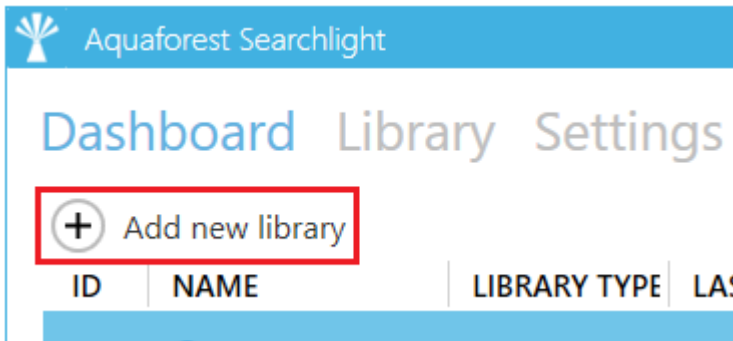 Aquaforest Searchlight
Dashboard Library Settings
Add new library
ID NAME LIBRARY TYPE